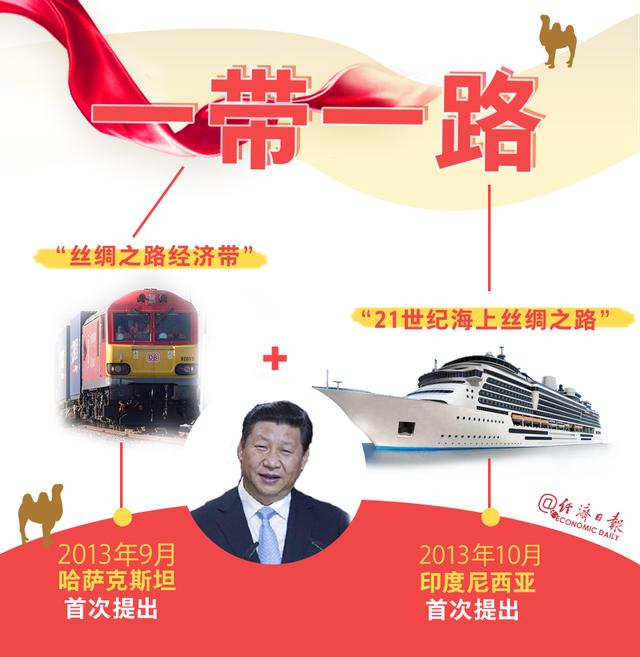 一带一路
“丝绸之路经济带”
“21世纪海上丝绸之路”
DB
+
@经济日报
ECONOMIC DAILY
2013年9月
哈萨克斯坦
首次提出
2013年10月
印度尼西亚
首次提出